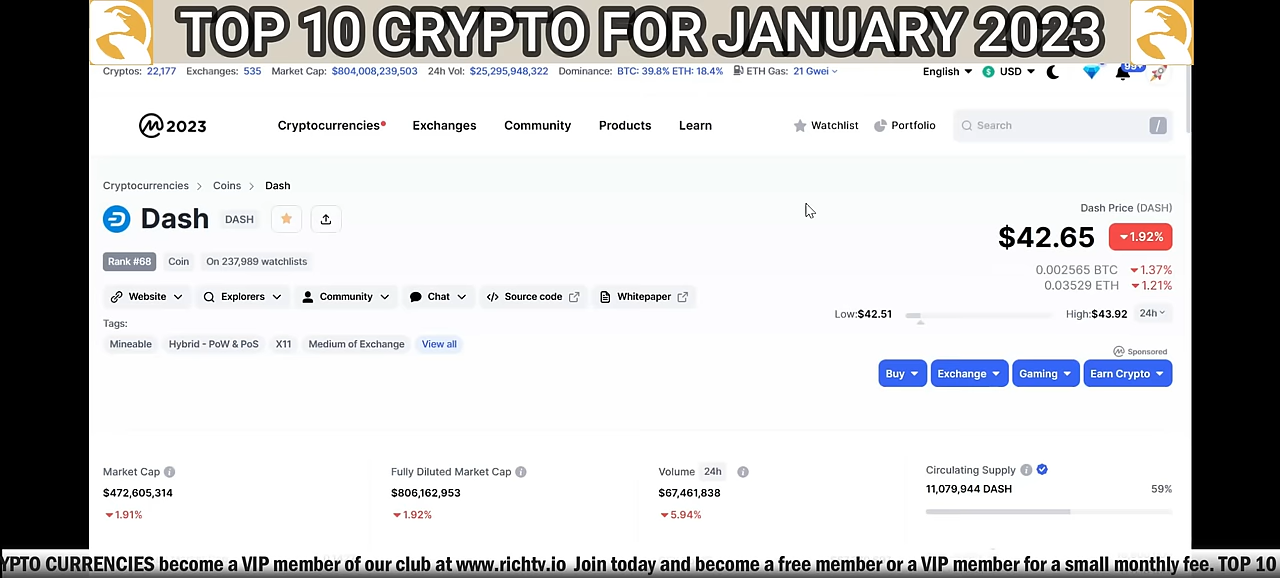 TOP 10 CRYPTO FOR JANUARY 2023
Cryptos: 22,177 Exchanges: 535 Market Cap: $804,008,239,503 24h Vol: $25,295,948,322 Dominance: BTC: 39.8% ETH: 18.4% ETH Gas: 21 Gwei English USD 99+
2023 Cryptocurrencies Exchanges Community Products Learn Watchlist Portfolio Search /
Cryptocurrencies > Coins > Dash
Dash Price (DASH)
Dash DASH
$42.65 1.92%
Rank #68 Coin On 237,989 watchlists
0.002565 BTC 1.37%
0.03529 ETH 1.21%
Website Explorers Community Chat Source code Whitepaper
Low:$42.51 High:$43.92 24h
Tags:
Mineable Hybrid - PoW & PoS X11 Medium of Exchange View all
Sponsored
Buy Exchange Gaming Earn Crypto
Market Cap Fully Diluted Market Cap Volume 24h Circulating Supply
$472,605,314 $806,162,953 $67,461,838 11,079,944 DASH 59%
1.91% 1.92% 5.94%
YPTO CURRENCIES become a VIP member of our club at www.richtv.io Join today and become a free member or a VIP member for a small monthly fee. TOP 10